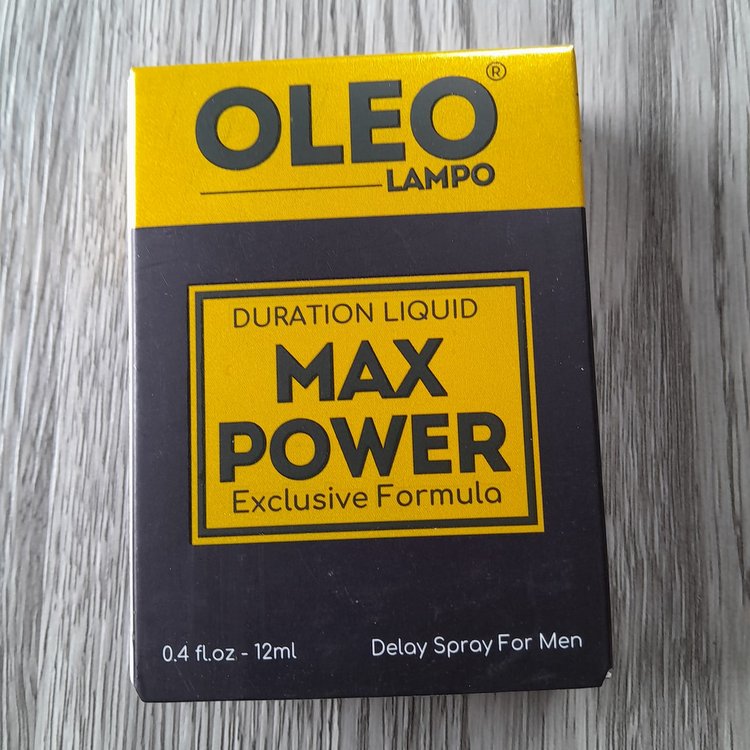 OLEO®
LAMPO
DURATION LIQUID
MAX
POWER
Exclusive Formula
0.4 fl.oz - 12ml Delay Spray For Men